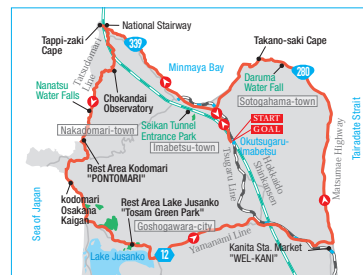 Tappi-zaki
Cape
National Stairway
339
Tatsudomari
Line
Minmaya Bay
Takano-saki Cape
Nanatsu
Water Falls
Chokandai
Observatory
Daruma
Water Fall
280
Sotogahama-town
Seikan Tunnel
Entrance Park
START
GOAL
Nakadomari-town
Imabetsu-town
Okutsugaru-
Imabetsu
Tairadate Strait
Rest Area Kodomari
"PONTOMARI"
Tsugaru Line
Hokkaido
Shinkansen
Matsumae Highway
Sea of Japan
kodomari
Osakana
Kaigan
Rest Area Lake Jusanko
"Tosam Green Park"
Goshogawara-city
Yamanami Line
Lake Jusanko
12
Kanita Sta. Market
"WEL-KANI"